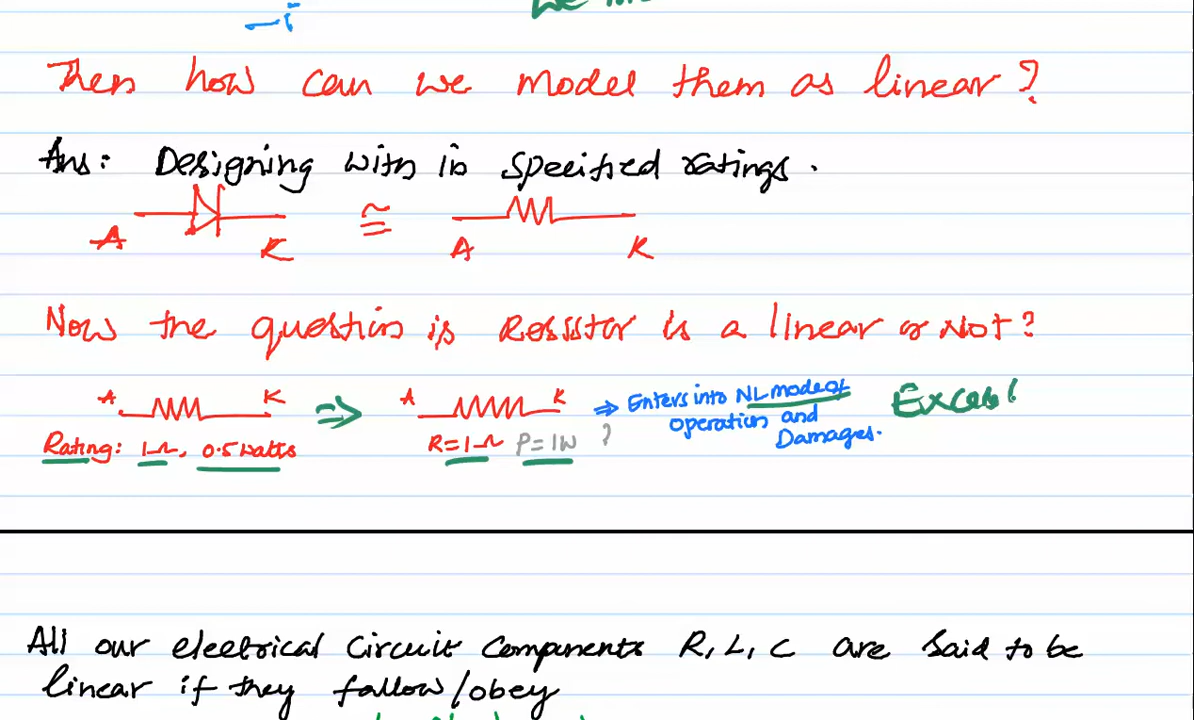 Then how can we model them as linear?
Ans: Designing with in specified ratings.
A K ≅ A K
Now the question is Resistor is a linear or Not?
A K ⇒ A K ⇒ Enters into NL mode of
operation and
Damages.
Rating: 1Ω, 0.5 watts R=1Ω P=1W ?
All our electrical circuit components R, L, C are said to be
linear if they follow/obey